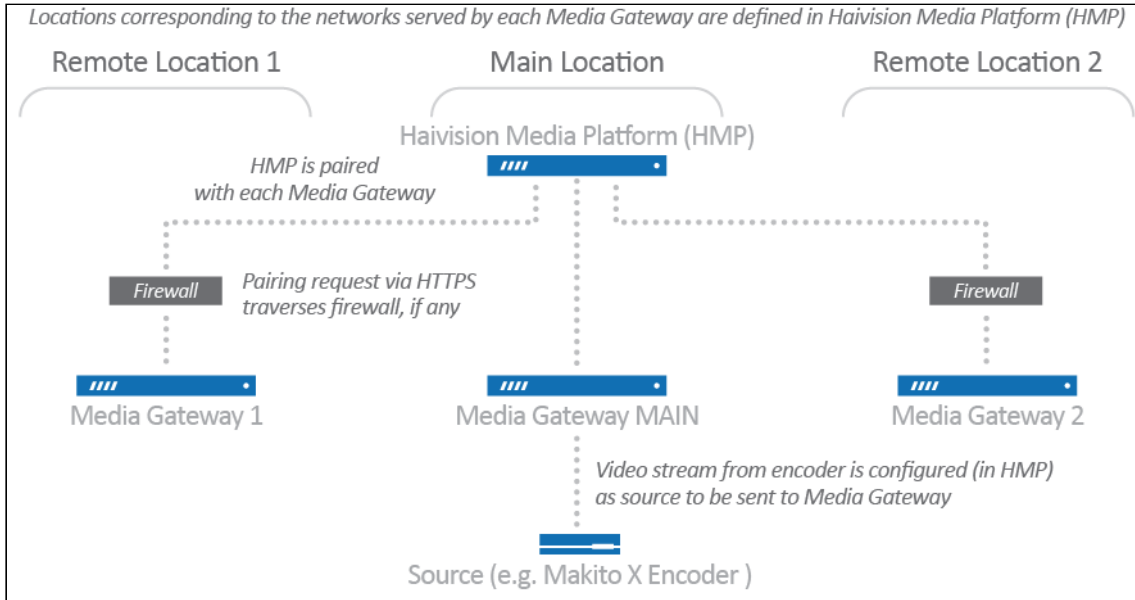 Locations corresponding to the networks served by each Media Gateway are defined in Haivision Media Platform (HMP)
Remote Location 1
Main Location
Remote Location 2
Haivision Media Platform (HMP)
HMP is paired
with each Media Gateway
Firewall
Pairing request via HTTPS
traverses firewall, if any
Firewall
Media Gateway 1
Media Gateway MAIN
Media Gateway 2
Video stream from encoder is configured (in HMP)
as source to be sent to Media Gateway
Source (e.g. Makito X Encoder )